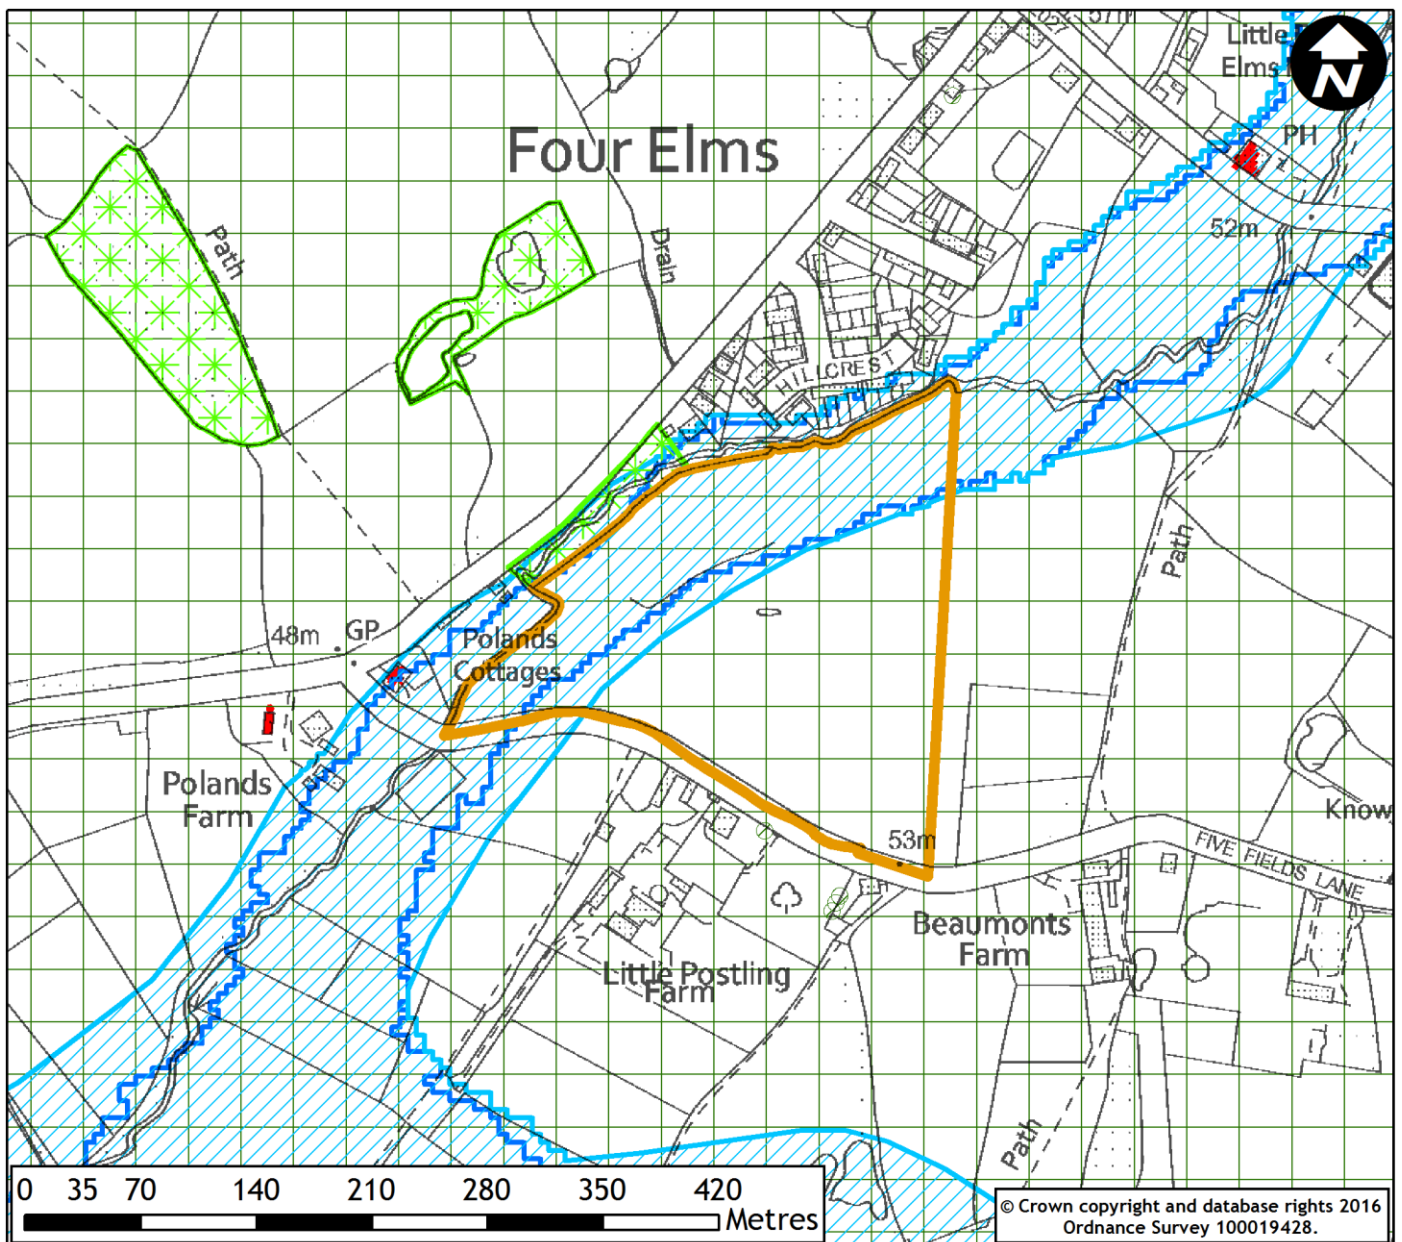 57m
Little
Elms
N
PH
Four Elms
Path
Drain
52m
HILLCREST
Path
48m
GP
Polands
Cottages
Polands
Farm
Know
53m
FIVE FIELDS LANE
Beaumonts
Farm
Little Postling
Farm
Path
0 35 70 140 210 280 350 420
Metres
© Crown copyright and database rights 2016
Ordnance Survey 100019428.